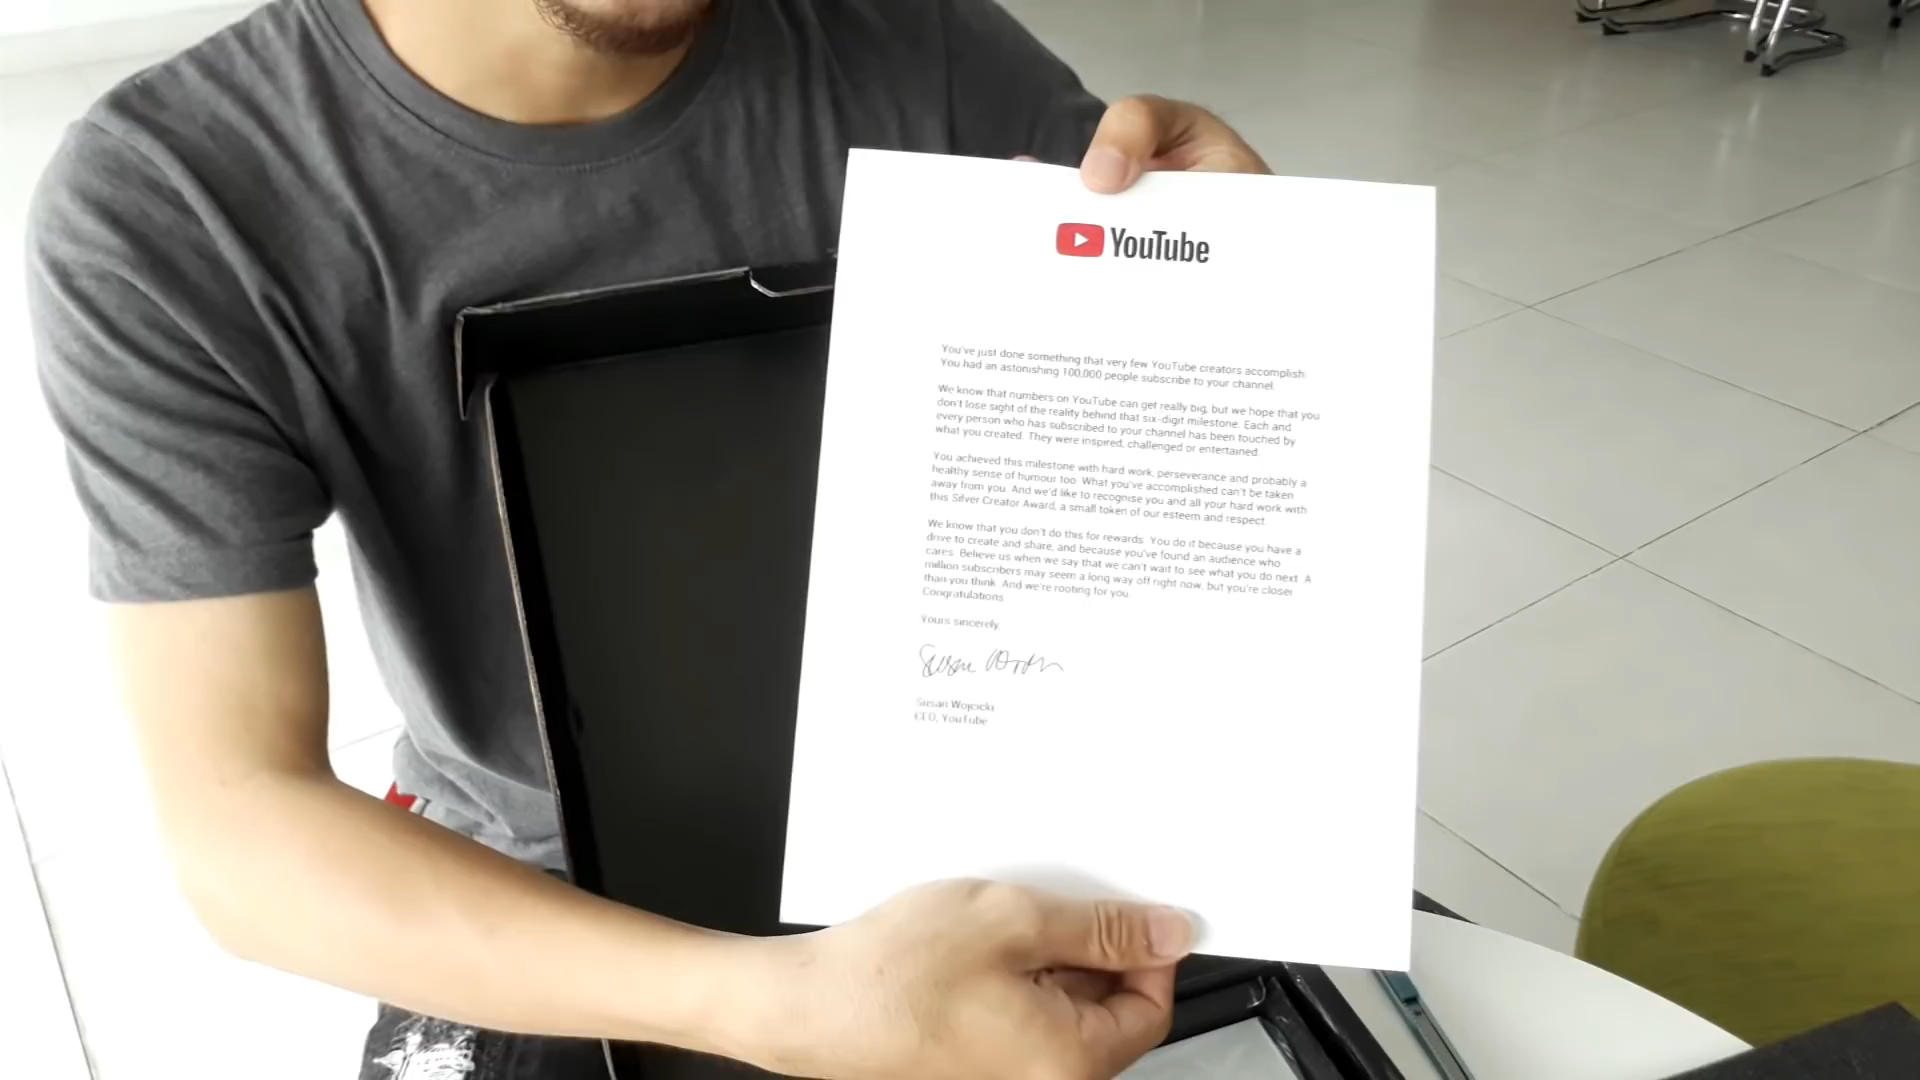 YouTube
You've just done something that very few YouTube creators accomplish:
You had an astonishing 100,000 people subscribe to your channel.
We know that numbers on YouTube can get really big, but we hope that you
don't lose sight of the reality behind that six-digit milestone. Each and
every person who has subscribed to your channel has been touched by
what you created. They were inspired, challenged or entertained.
You achieved this milestone with hard work, perseverance and probably a
healthy sense of humour too. What you've accomplished can't be taken
away from you. And we'd like to recognise you and all your hard work with
this Silver Creator Award, a small token of our esteem and respect.
We know that you don't do this for rewards. You do it because you have a
drive to create and share, and because you've found an audience who
cares. Believe us when we say that we can't wait to see what you do next. A
million subscribers may seem a long way off right now, but you're closer
than you think. And we're rooting for you.
Congratulations.
Yours sincerely,
Susan Wojcicki
CEO, YouTube